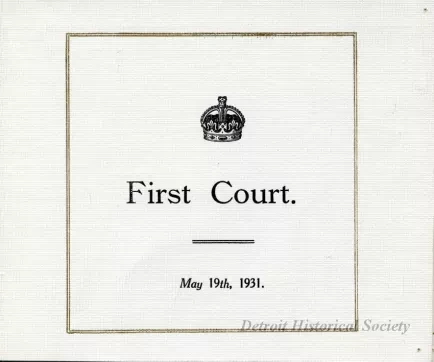 First Court.
May 19th, 1931.
Detroit Historical Society